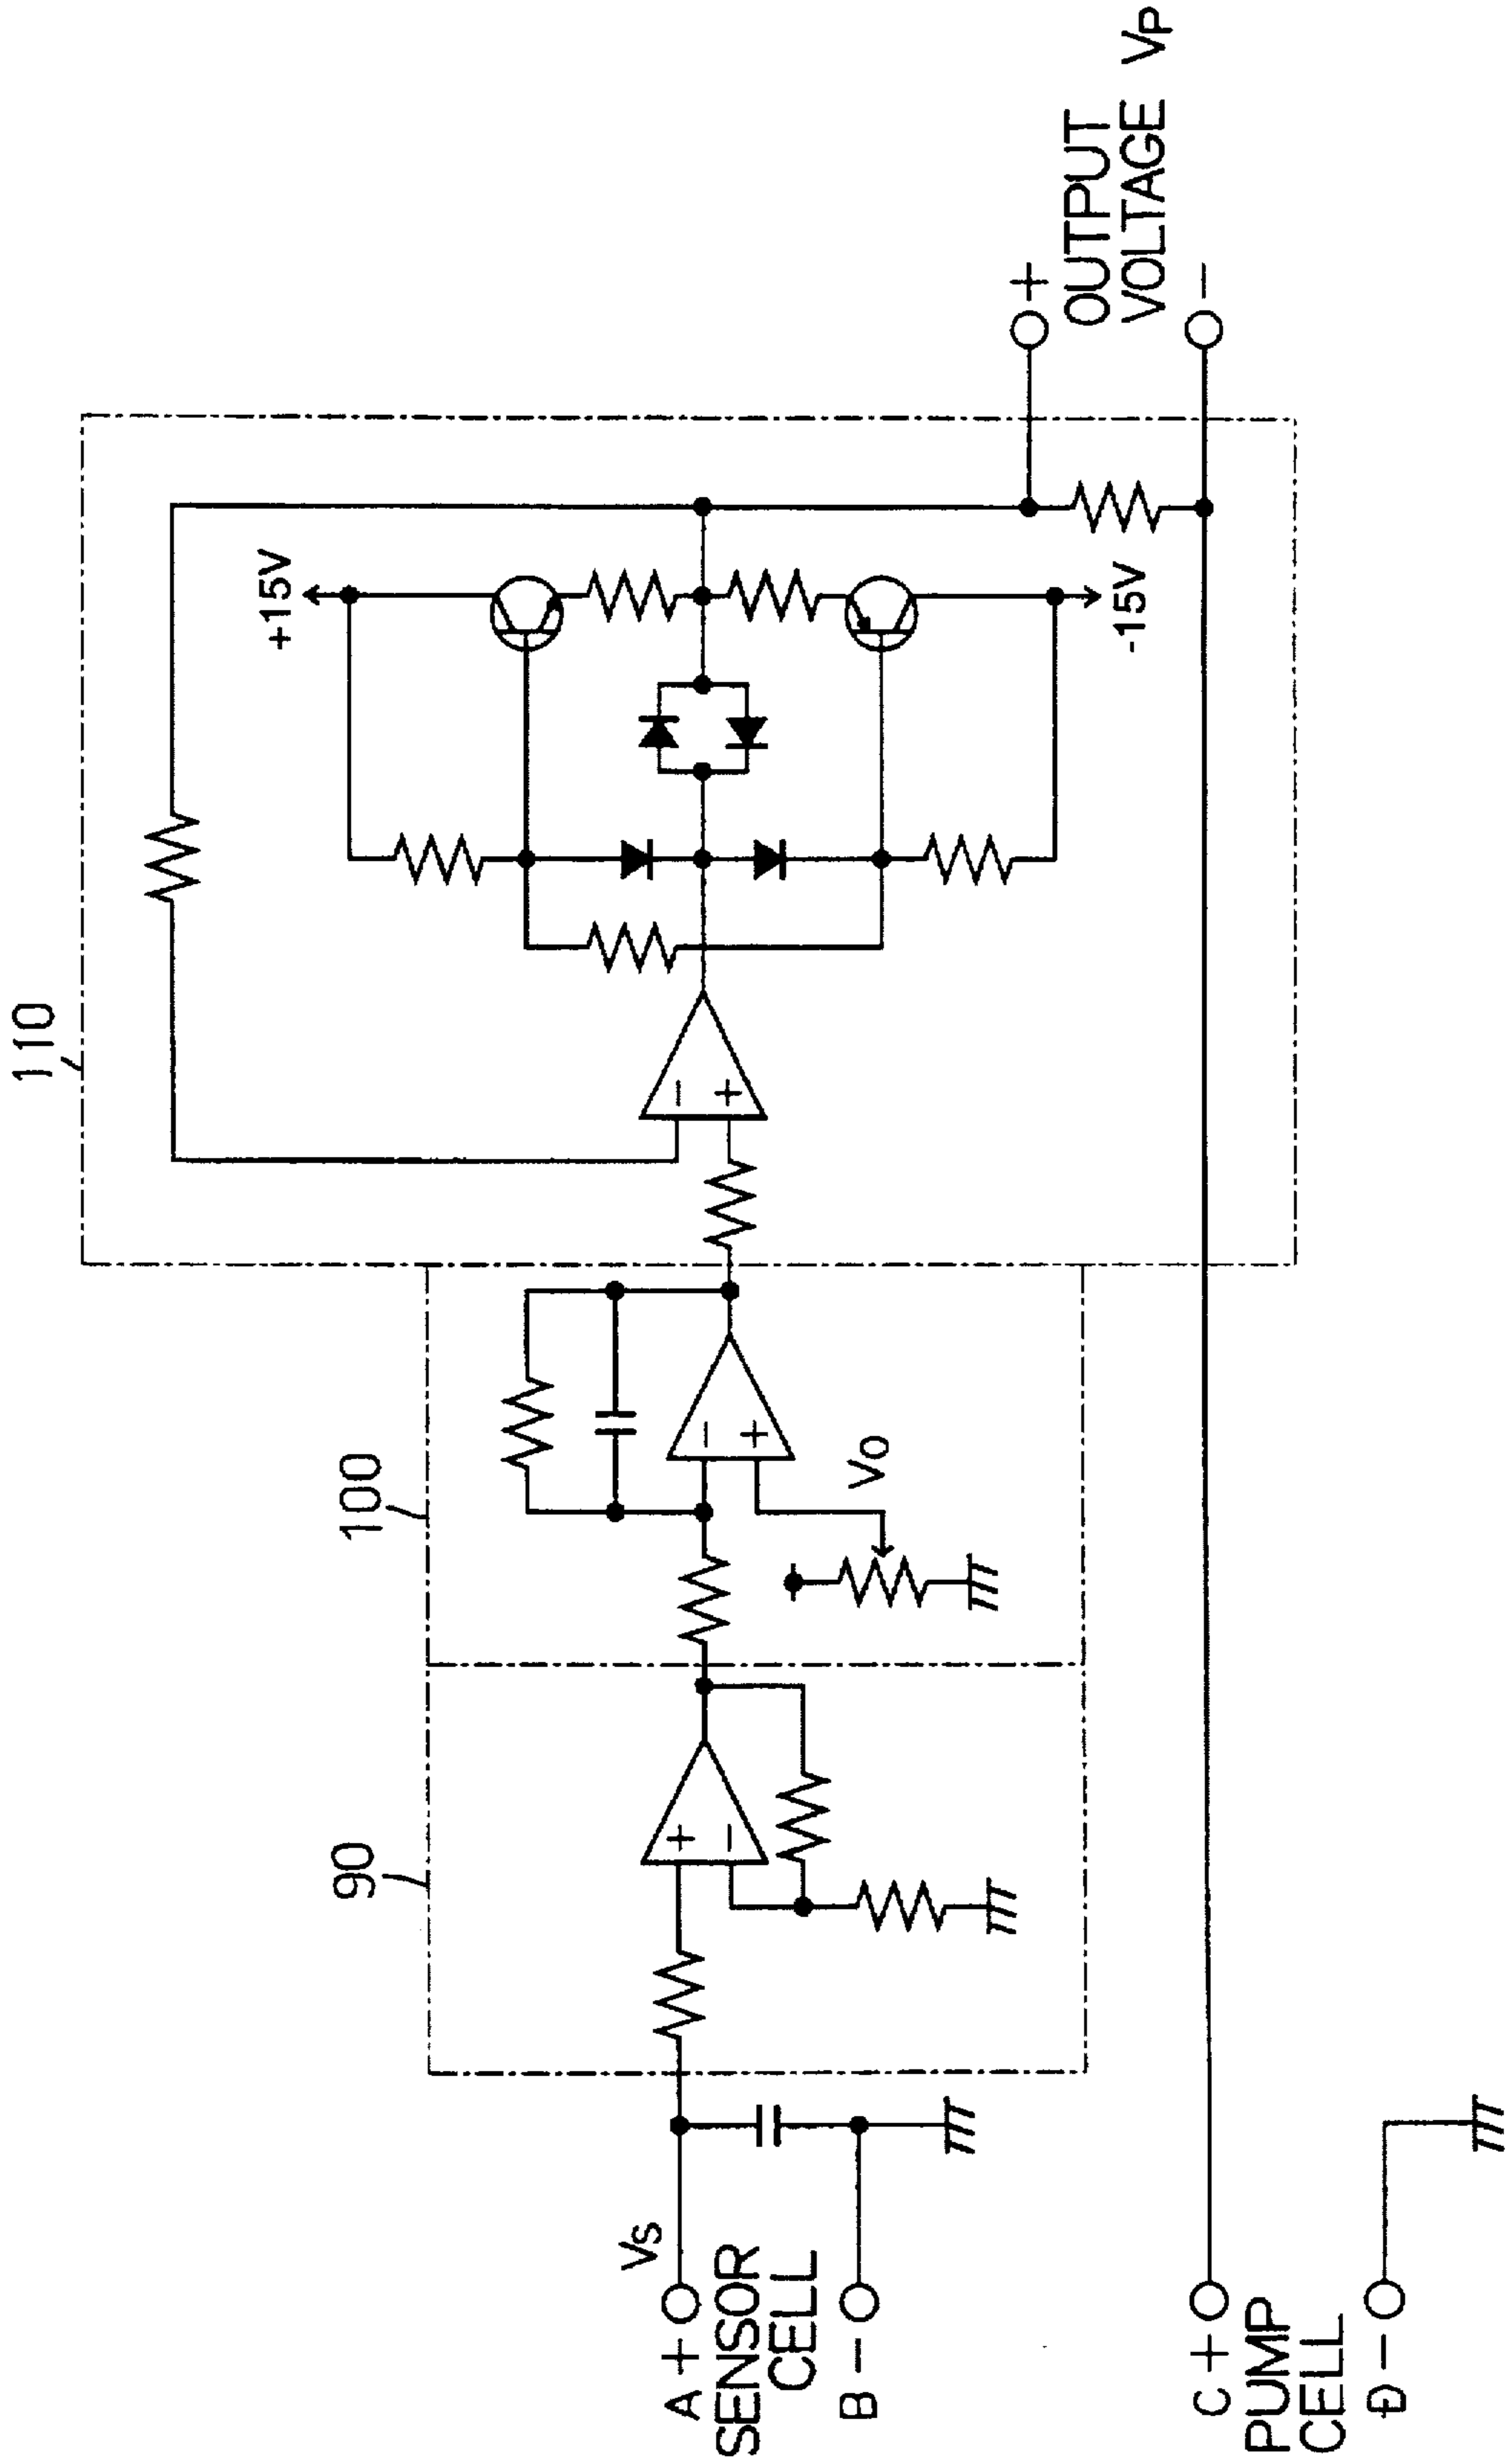 110
+15V
-15V
+
OUTPUT
VOLTAGE VP
-
100
VO
90
VS
A +
SENSOR
CELL
B -
C +
PUMP
CELL
D -
- +
- +
+ -